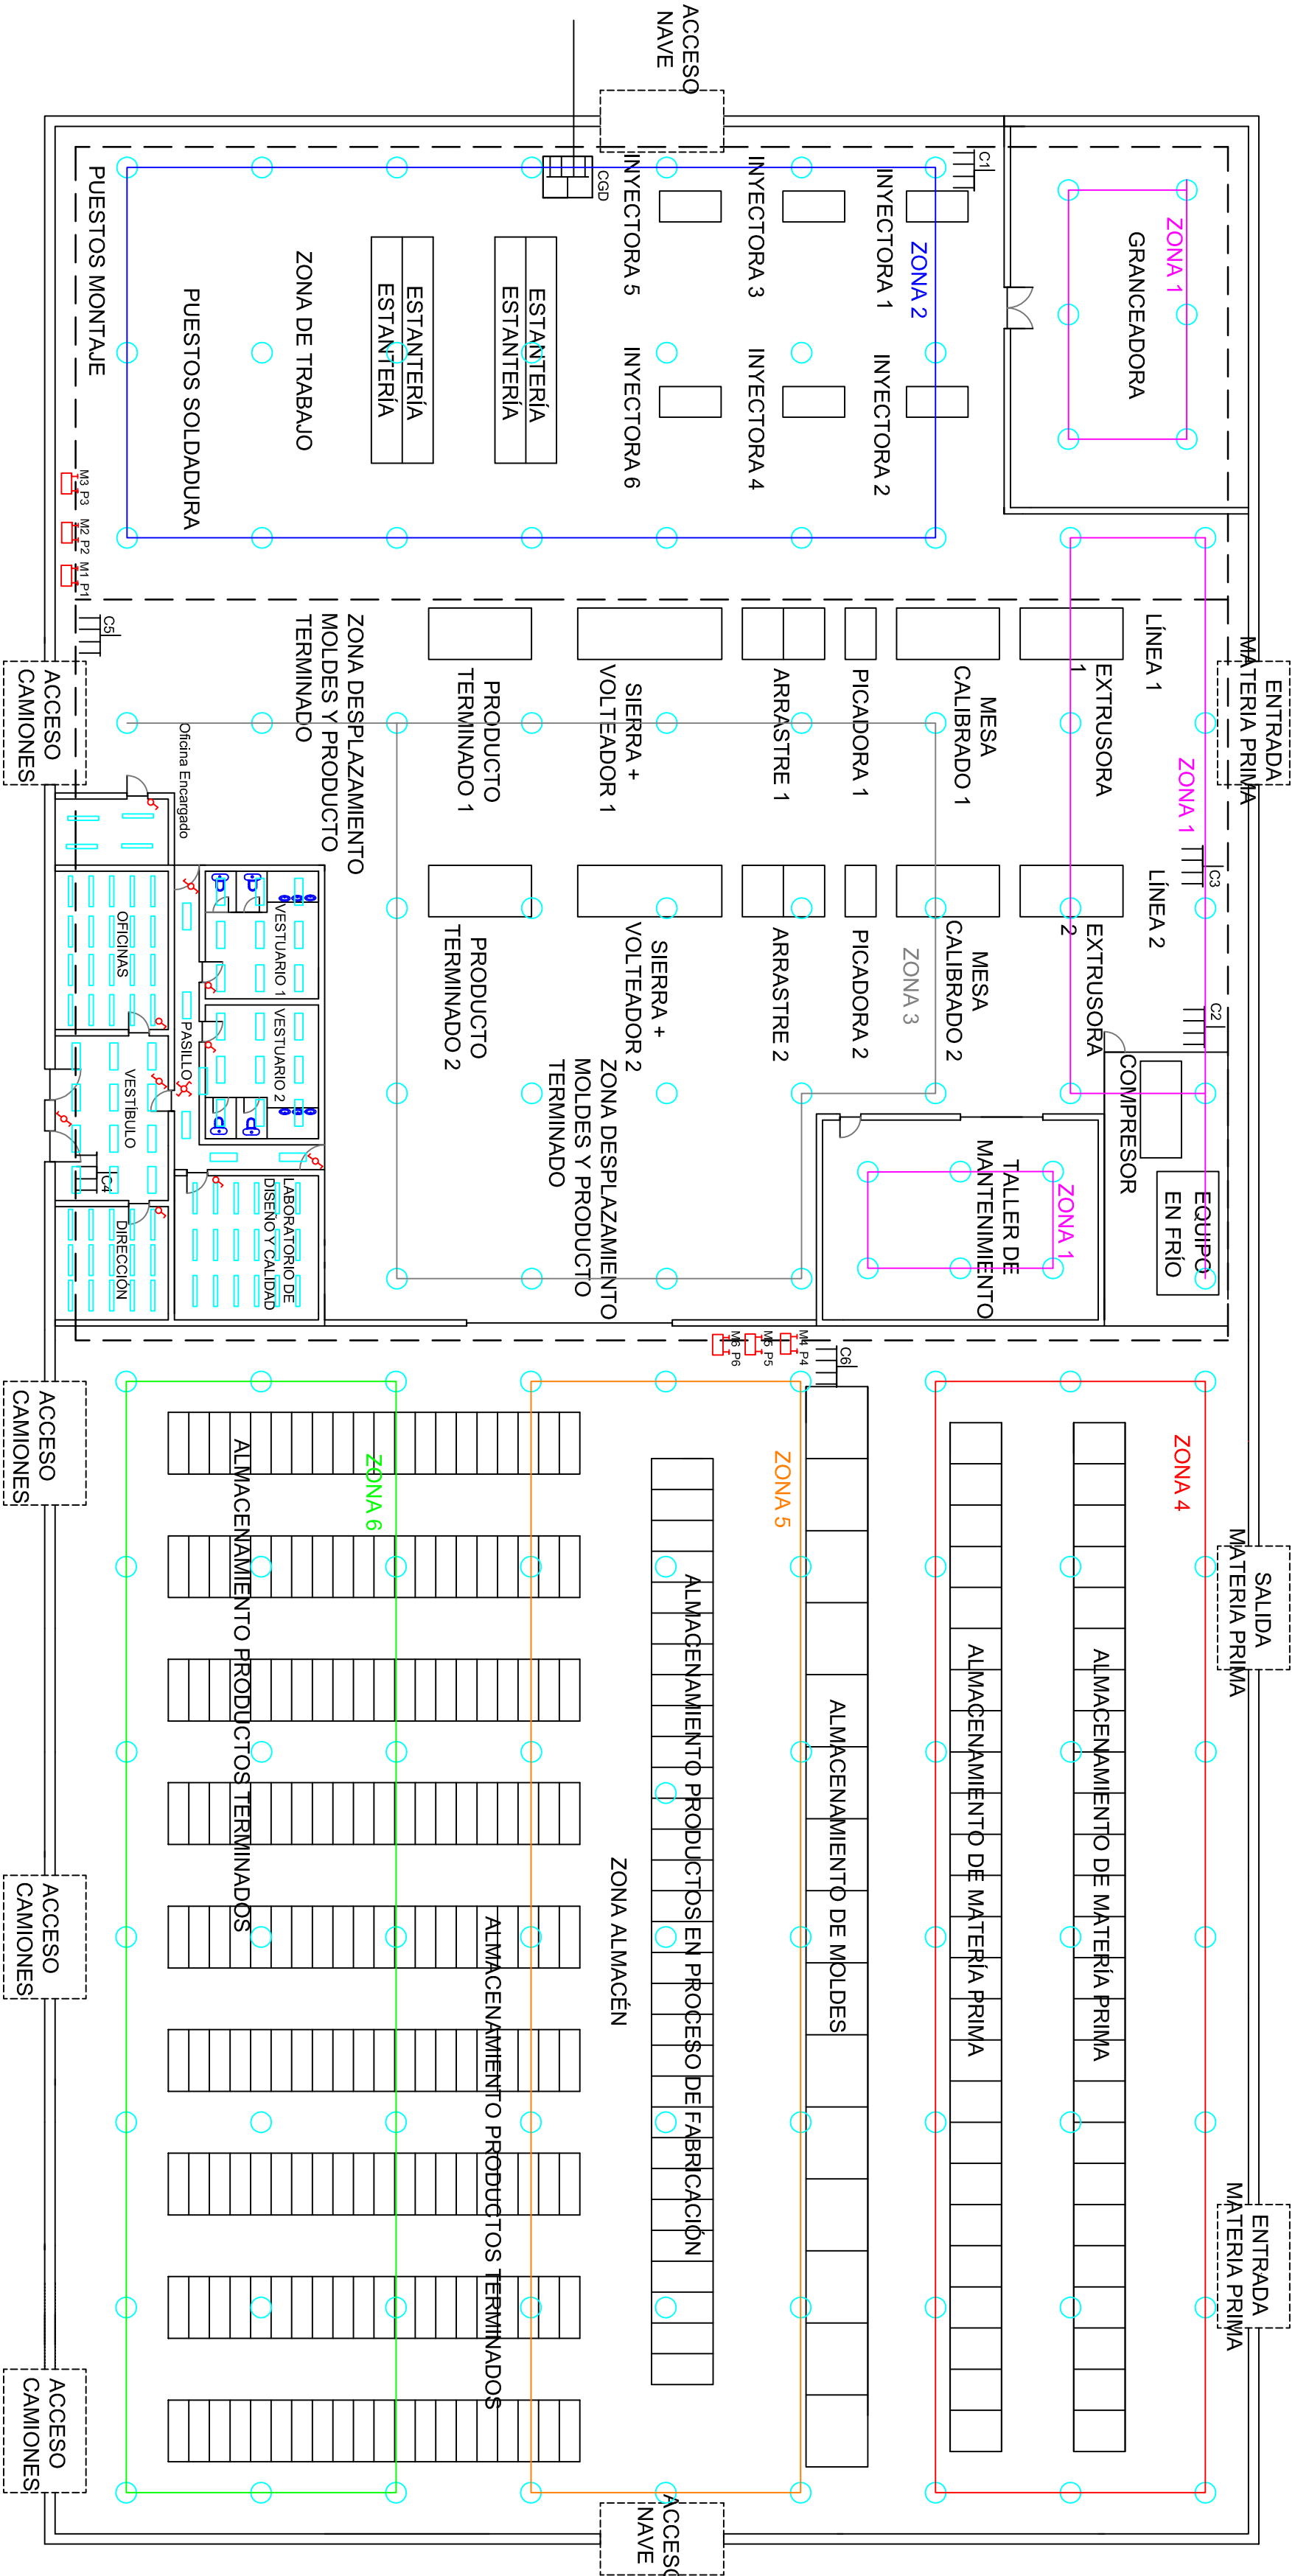 ACCESO
NAVE
C1
CGD
ZONA 1
GRANCEADORA
INYECTORA 1
INYECTORA 3
INYECTORA 5
ZONA 2
INYECTORA 2
INYECTORA 4
INYECTORA 6
ESTANTERÍA
ESTANTERÍA
ESTANTERÍA
ESTANTERÍA
ZONA DE TRABAJO
PUESTOS SOLDADURA
PUESTOS MONTAJE
M3 P3
M2 P2
M1 P1
C5
ENTRADA
MATERIA PRIMA
LÍNEA 1
EXTRUSORA
1
MESA
CALIBRADO 1
PICADORA 1
ARRASTRE 1
SIERRA +
VOLTEADOR 1
PRODUCTO
TERMINADO 1
ZONA DESPLAZAMIENTO
MOLDES Y PRODUCTO
TERMINADO
ACCESO
CAMIONES
ZONA 1
C3
LÍNEA 2
EXTRUSORA
2
MESA
CALIBRADO 2
ZONA 3
PICADORA 2
ARRASTRE 2
SIERRA +
VOLTEADOR 2
PRODUCTO
TERMINADO 2
C2
COMPRESOR
EQUIPO
EN FRÍO
ZONA 1
TALLER DE
MANTENIMIENTO
ZONA DESPLAZAMIENTO
MOLDES Y PRODUCTO
TERMINADO
Oficina Encargado
VESTUARIO 1
VESTUARIO 2
PASILLO
OFICINAS
VESTÍBULO
C4
LABORATORIO DE
DISEÑO Y CALIDAD
DIRECCIÓN
M4 P4
M5 P5
M6 P6
C6
ZONA 4
ZONA 5
ZONA 6
SALIDA
MATERIA PRIMA
ENTRADA
MATERIA PRIMA
ALMACENAMIENTO DE MATERÍA PRIMA
ALMACENAMIENTO DE MATERÍA PRIMA
ALMACENAMIENTO DE MOLDES
ALMACENAMIENTO PRODUCTOS EN PROCESO DE FABRICACIÓN
ZONA ALMACÉN
ALMACENAMIENTO PRODUCTOS TERMINADOS
ALMACENAMIENTO PRODUCTOS TERMINADOS
ACCESO
CAMIONES
ACCESO
CAMIONES
ACCESO
CAMIONES
ACCESO
NAVE